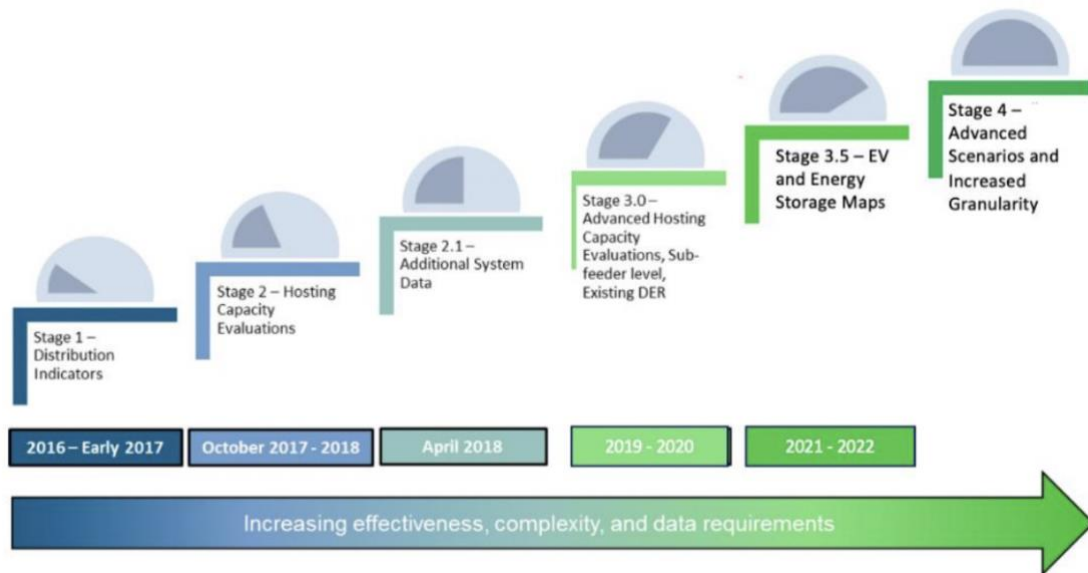 Stage 1 –
Distribution
Indicators
Stage 2 – Hosting
Capacity
Evaluations
Stage 2.1 –
Additional System
Data
Stage 3.0 –
Advanced Hosting
Capacity
Evaluations, Sub-
feeder level,
Existing DER
Stage 3.5 – EV
and Energy
Storage Maps
Stage 4 –
Advanced
Scenarios and
Increased
Granularity
2016 – Early 2017
October 2017 - 2018
April 2018
2019 - 2020
2021 - 2022
Increasing effectiveness, complexity, and data requirements